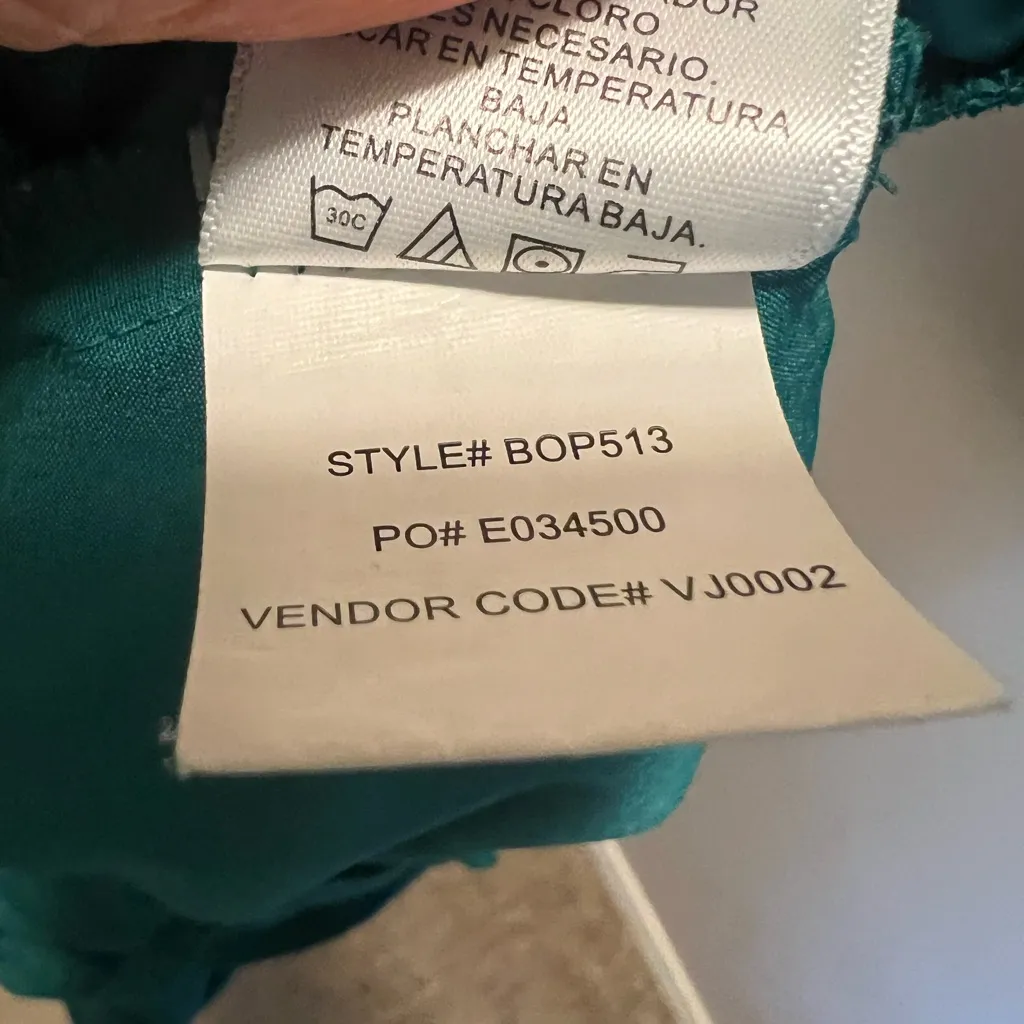 CLORO
ES NECESARIO.
CAR EN TEMPERATURA
BAJA
PLANCHAR EN
TEMPERATURA BAJA.
30C
STYLE# BOP513
PO# E034500
VENDOR CODE# VJ0002